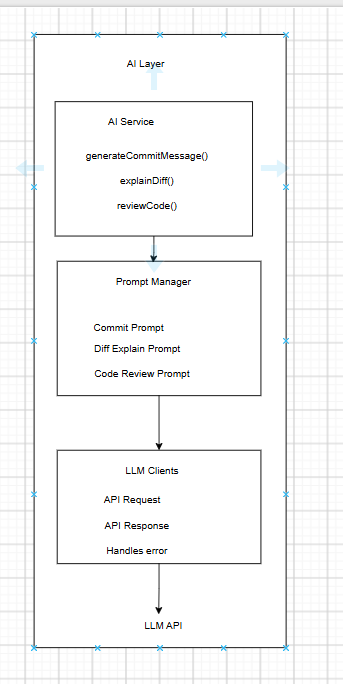 AI Layer
AI Service
generateCommitMessage()
explainDiff()
reviewCode()
Prompt Manager
Commit Prompt
Diff Explain Prompt
Code Review Prompt
LLM Clients
API Request
API Response
Handles error
LLM API